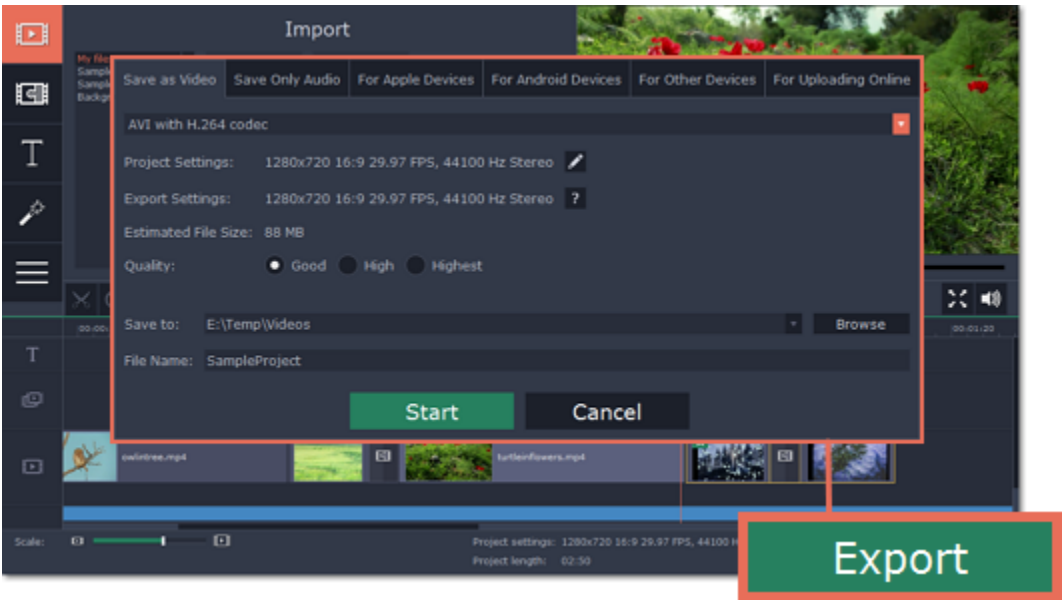 Import
My files
Save as Video Save Only Audio For Apple Devices For Android Devices For Other Devices For Uploading Online
AVI with H.264 codec
Project Settings: 1280x720 16:9 29.97 FPS, 44100 Hz Stereo
Export Settings: 1280x720 16:9 29.97 FPS, 44100 Hz Stereo ?
Estimated File Size: 88 MB
Quality: Good High Highest
Save to: E:\Temp\Videos Browse
00:01:20
File Name: SampleProject
Start Cancel
owlintree.mp4 turtleinflowers.mp4
Scale: Project settings: 1280x720 16:9 29.97 FPS, 44100 H
Project length: 02:50
Export